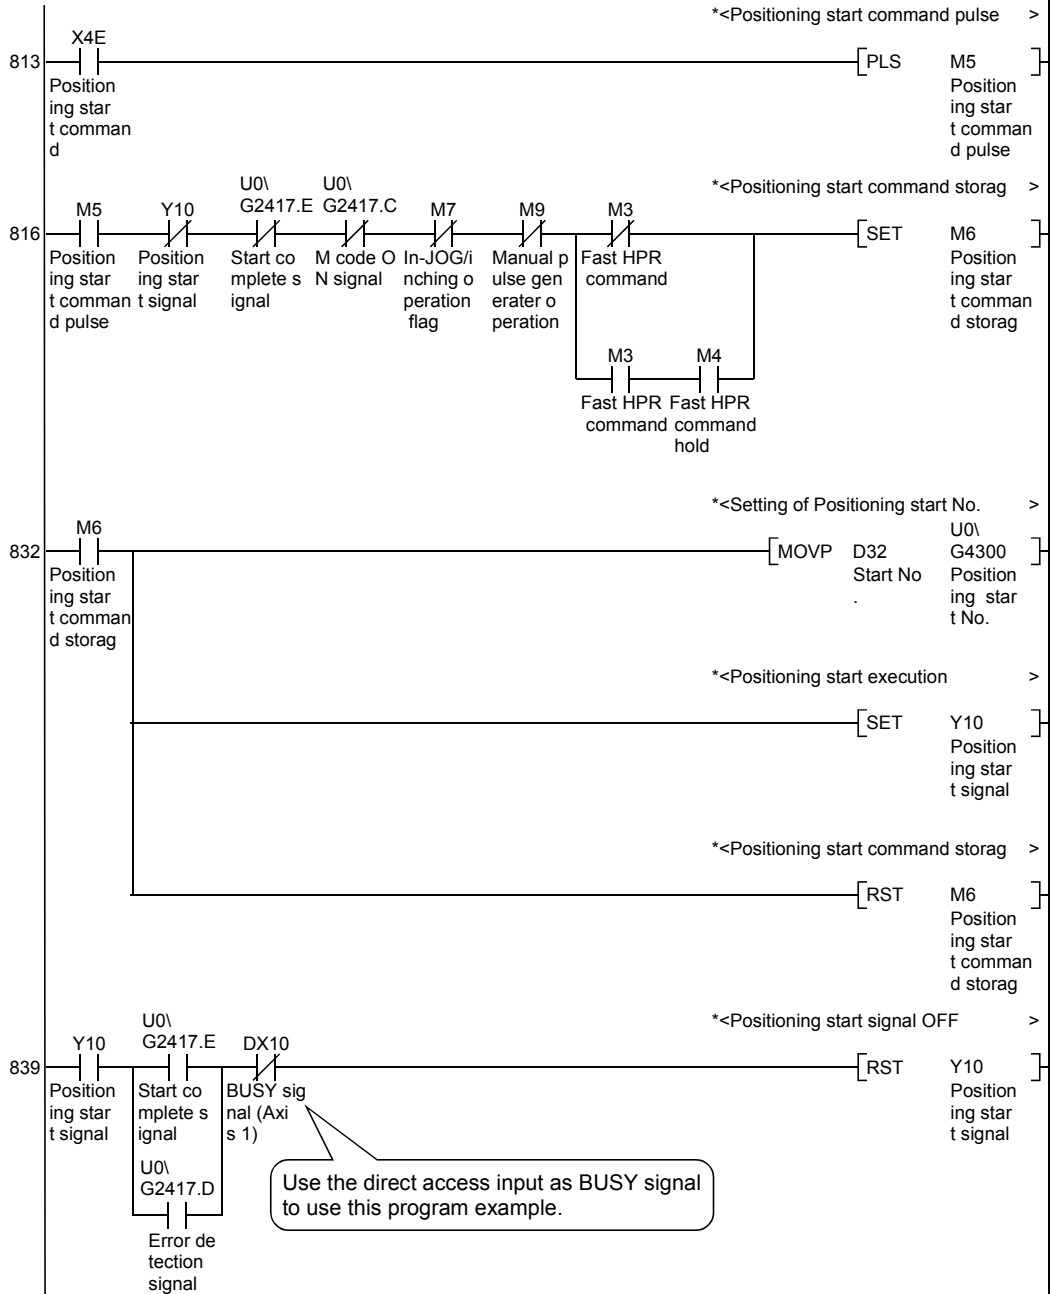 *<Positioning start command pulse >
X4E
813
PLS M5
Position
ing star
t comman
d
Position
ing star
t comman
d pulse
*<Positioning start command storag >
U0\ U0\
M5 Y10 G2417.E G2417.C M7 M9 M3
816
SET M6
Position
ing star
t comman
d pulse
Position
ing star
t signal
Start co
mplete s
ignal
M code O
N signal
In-JOG/i
nching o
peration
flag
Manual p
ulse gen
erater o
peration
Fast HPR
command
Position
ing star
t comman
d storag
M3 M4
Fast HPR
command
Fast HPR
command
hold
*<Setting of Positioning start No. >
M6
832
U0\
MOVP D32 G4300
Position
ing star
t comman
d storag
Start No
.
Position
ing star
t No.
*<Positioning start execution >
SET Y10
Position
ing star
t signal
*<Positioning start command storag >
RST M6
Position
ing star
t comman
d storag
*<Positioning start signal OFF >
U0\
Y10 G2417.E DX10
839
RST Y10
Position
ing star
t signal
Start co
mplete s
ignal
BUSY sig
nal (Axi
s 1)
Position
ing star
t signal
U0\
G2417.D
Error de
tection
signal
Use the direct access input as BUSY signal
to use this program example.